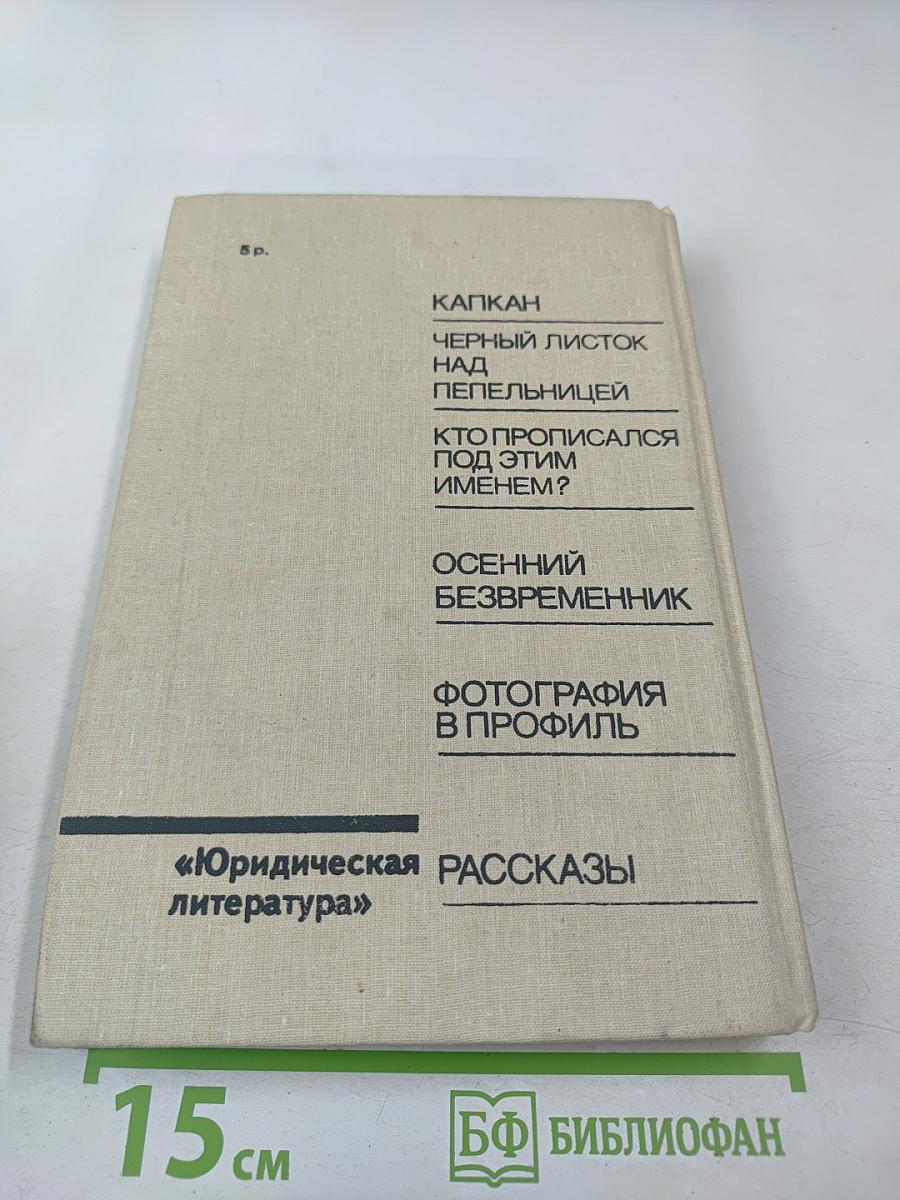 5 р.
КАПКАН
ЧЕРНЫЙ ЛИСТОК
НАД
ПЕПЕЛЬНИЦЕЙ
КТО ПРОПИСАЛСЯ
ПОД ЭТИМ
ИМЕНЕМ?
ОСЕННИЙ
БЕЗВРЕМЕННИК
ФОТОГРАФИЯ
В ПРОФИЛЬ
РАССКАЗЫ
«Юридическая
литература»
15 см
БФ БИБЛИОФАН